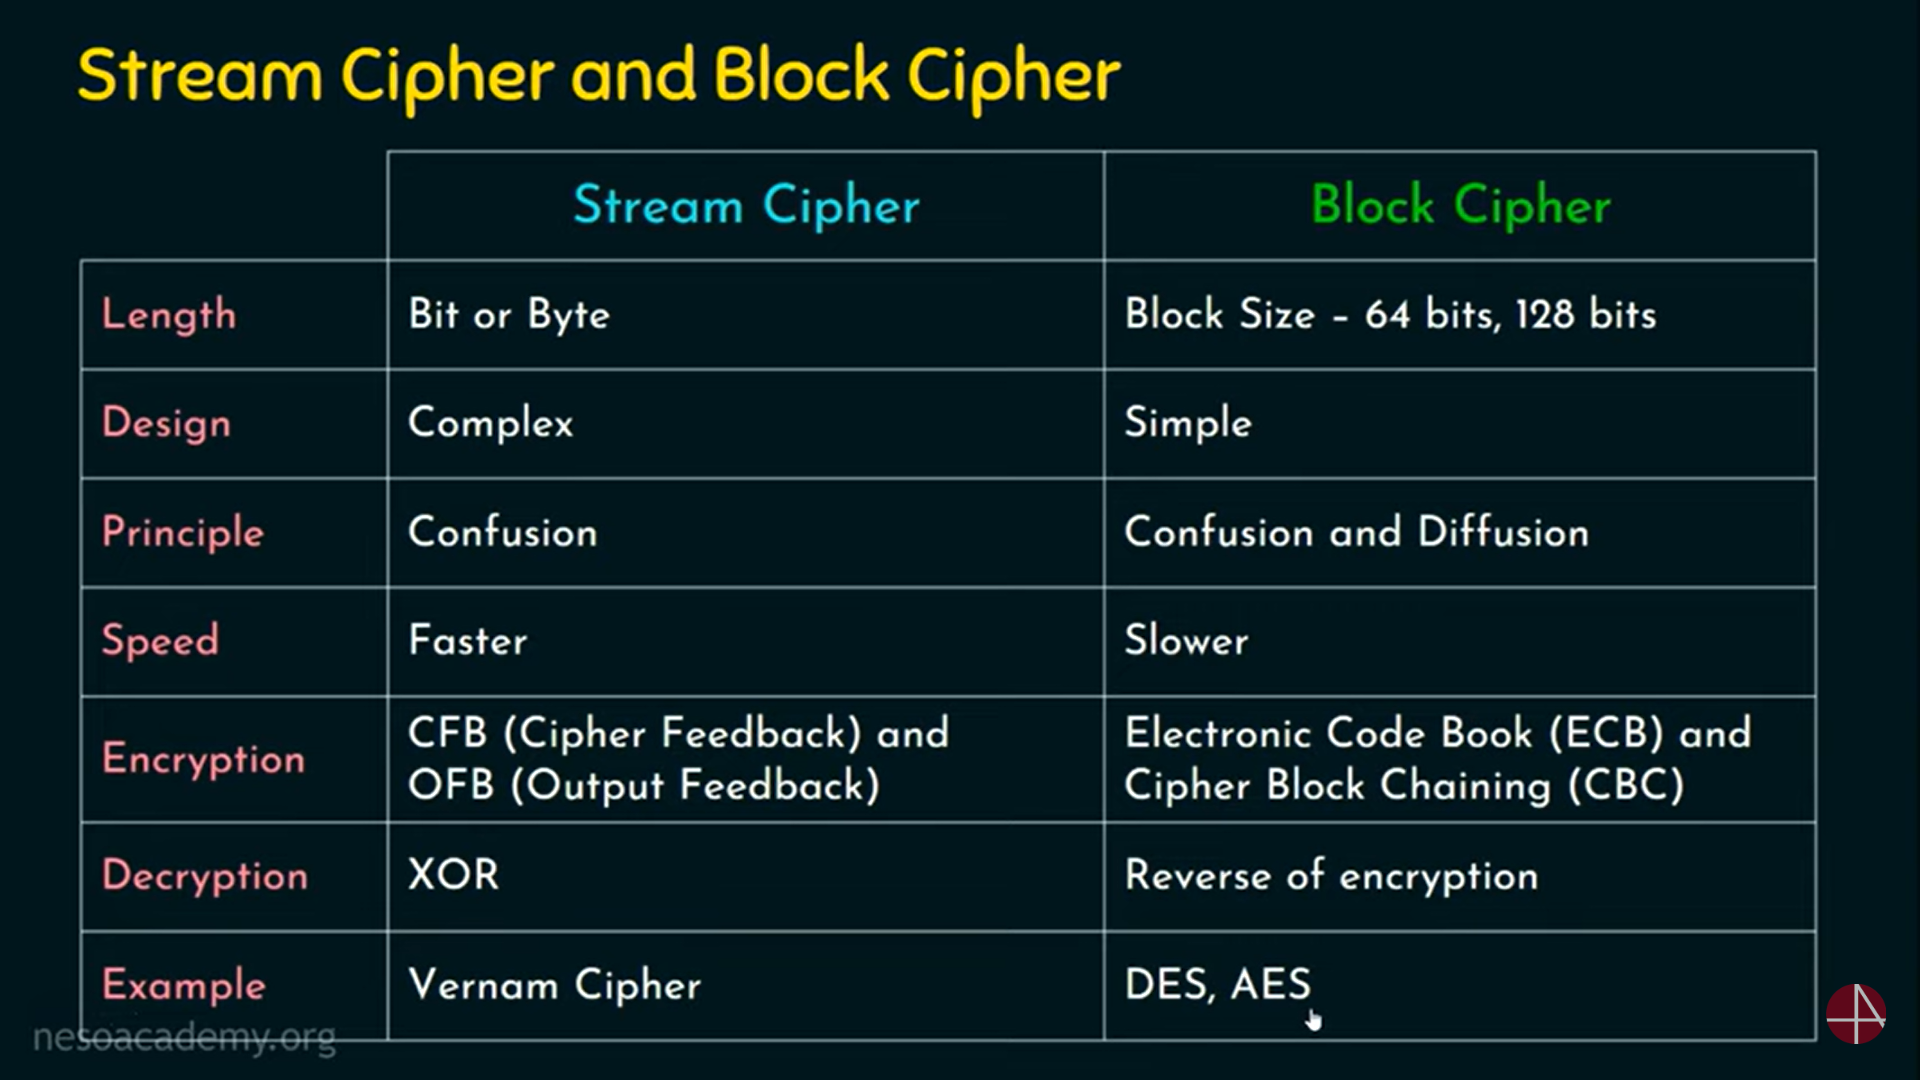 Stream Cipher and Block Cipher
Stream Cipher
Block Cipher
Length
Bit or Byte
Block Size – 64 bits, 128 bits
Design
Complex
Simple
Principle
Confusion
Confusion and Diffusion
Speed
Faster
Slower
Encryption
CFB (Cipher Feedback) and
OFB (Output Feedback)
Electronic Code Book (ECB) and
Cipher Block Chaining (CBC)
Decryption
XOR
Reverse of encryption
Example
Vernam Cipher
DES, AES
nesoacademy.org